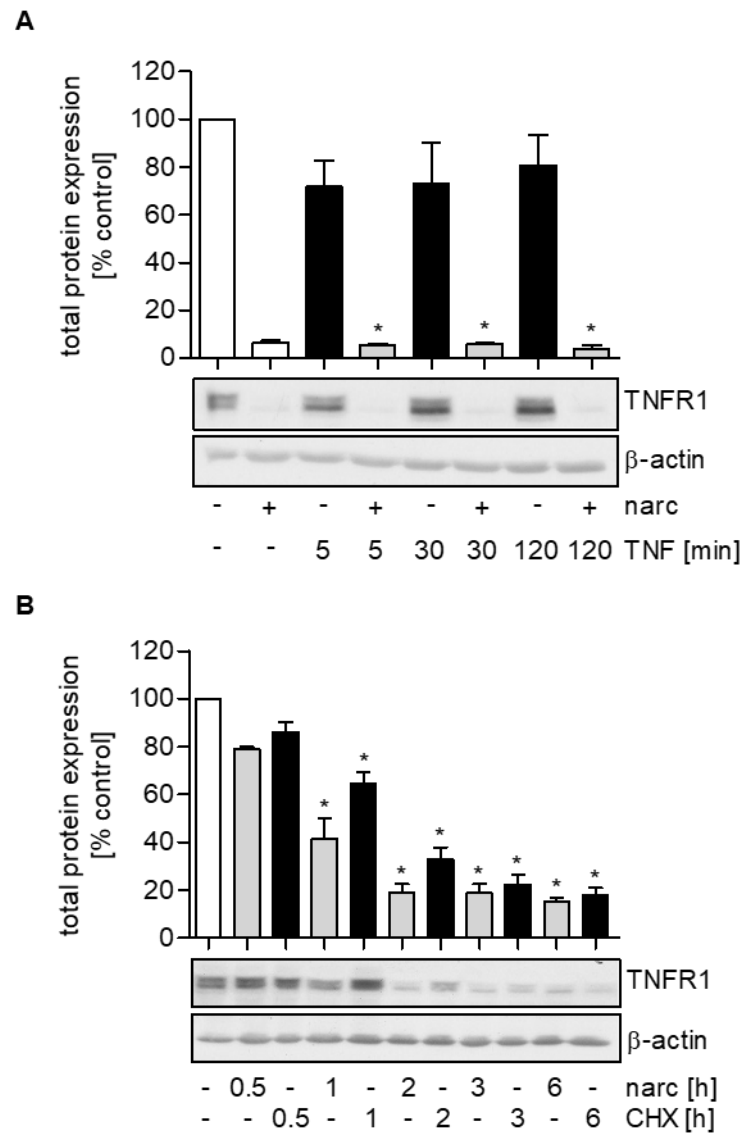 A
total protein expression
[% control]
120
100
80
60
40
20
0
* * *
TNFR1
β-actin
- + - + - + - + narc
- - 5 5 30 30 120 120 TNF [min]
B
total protein expression
[% control]
120
100
80
60
40
20
0
* * * * * * * *
TNFR1
β-actin
- 0.5 - 1 - 2 - 3 - 6 - narc [h]
- - 0.5 - 1 - 2 - 3 - 6 CHX [h]